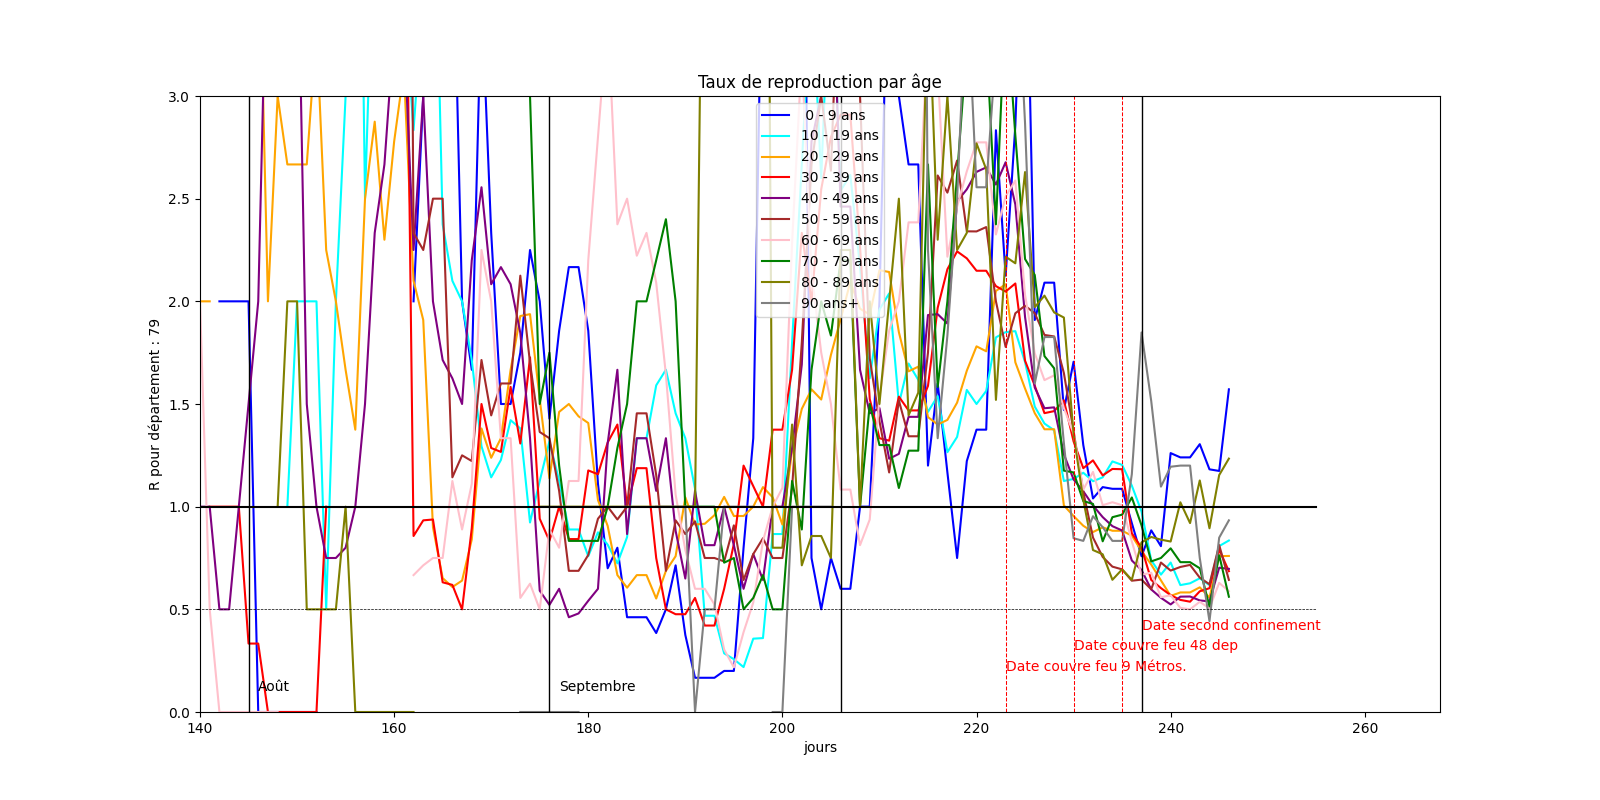 Taux de reproduction par âge
R pour département : 79
3.0
2.5
2.0
1.5
1.0
0.5
0.0
0 - 9 ans
10 - 19 ans
20 - 29 ans
30 - 39 ans
40 - 49 ans
50 - 59 ans
60 - 69 ans
70 - 79 ans
80 - 89 ans
90 ans+
Date second confinement
Date couvre feu 48 dep
Date couvre feu 9 Métros.
Août
Septembre
140
160
180
200
220
240
260
jours